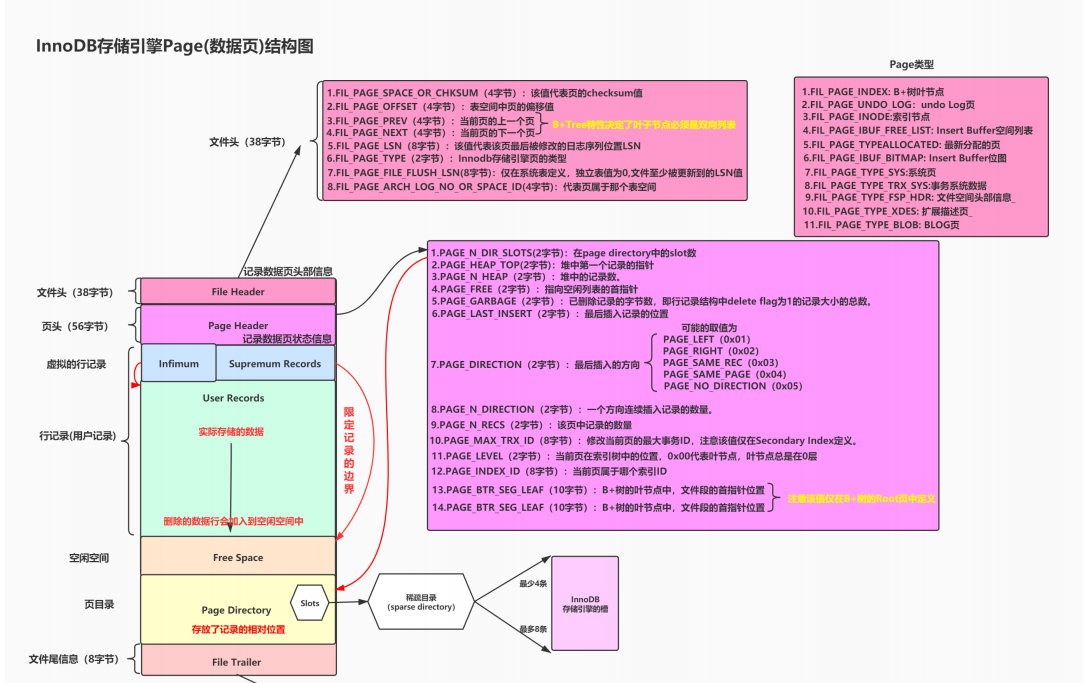 InnoDB存储引擎Page(数据页)结构图
Page类型
文件头（38字节）
1.FIL_PAGE_SPACE_OR_CHKSUM（4字节）：该值代表页的checksum值
2.FIL_PAGE_OFFSET（4字节）：表空间中页的偏移值
3.FIL_PAGE_PREV（4字节）：当前页的上一个页
4.FIL_PAGE_NEXT（4字节）：当前页的下一个页
B+Tree特性决定了叶子节点必须是双向列表
5.FIL_PAGE_LSN（8字节）：该值代表该页最后被修改的日志序列位置LSN
6.FIL_PAGE_TYPE（2字节）：Innodb存储引擎页的类型
7.FIL_PAGE_FILE_FLUSH_LSN(8字节)：仅在系统表定义，独立表值为0,文件至少被更新到的LSN值
8.FIL_PAGE_ARCH_LOG_NO_OR_SPACE_ID(4字节)：代表页属于那个表空间
1.FIL_PAGE_INDEX: B+树叶节点
2.FIL_PAGE_UNDO_LOG：undo Log页
3.FIL_PAGE_INODE:索引节点
4.FIL_PAGE_IBUF_FREE_LIST: Insert Buffer空间列表
5.FIL_PAGE_TYPEALLOCATED: 最新分配的页
6.FIL_PAGE_IBUF_BITMAP: Insert Buffer位图
7.FIL_PAGE_TYPE_SYS:系统页
8.FIL_PAGE_TYPE_TRX_SYS:事务系统数据
9.FIL_PAGE_TYPE_FSP_HDR: 文件空间头部信息_
10.FIL_PAGE_TYPE_XDES: 扩展描述页_
11.FIL_PAGE_TYPE_BLOB: BLOG页
1.PAGE_N_DIR_SLOTS(2字节)：在page directory中的slot数
2.PAGE_HEAP_TOP(2字节)：堆中第一个记录的指针
3.PAGE_N_HEAP（2字节）：堆中的记录数。
4.PAGE_FREE（2字节）：指向空闲列表的首指针
5.PAGE_GARBAGE（2字节）：已删除记录的字节数，即行记录结构中delete flag为1的记录大小的总数。
6.PAGE_LAST_INSERT（2字节）：最后插入记录的位置
7.PAGE_DIRECTION（2字节）：最后插入的方向
可能的取值为
PAGE_LEFT（0x01）
PAGE_RIGHT（0x02）
PAGE_SAME_REC（0x03）
PAGE_SAME_PAGE（0x04）
PAGE_NO_DIRECTION（0x05）
8.PAGE_N_DIRECTION（2字节）：一个方向连续插入记录的数量。
9.PAGE_N_RECS（2字节）：该页中记录的数量
10.PAGE_MAX_TRX_ID（8字节）：修改当前页的最大事务ID，注意该值仅在Secondary Index定义。
11.PAGE_LEVEL（2字节）：当前页在索引树中的位置，0x00代表叶节点，叶节点总是在0层
12.PAGE_INDEX_ID（8字节）：当前页属于哪个索引ID
13.PAGE_BTR_SEG_LEAF（10字节）：B+树的叶节点中，文件段的首指针位置
14.PAGE_BTR_SEG_LEAF（10字节）：B+树的叶节点中，文件段的首指针位置
注意该值仅在B+树的Root页中定义
记录数据页头部信息
文件头（38字节）
File Header
页头（56字节）
Page Header
记录数据页状态信息
虚拟的行记录
Infimum
Supremum Records
User Records
实际存储的数据
行记录(用户记录)
限定记录的边界
删除的数据行会加入到空闲空间中
空闲空间
Free Space
页目录
Page Directory
存放了记录的相对位置
Slots
稀疏目录
（sparse directory）
最少4条
最多8条
InnoDB
存储引擎的槽
文件尾信息（8字节）
File Trailer